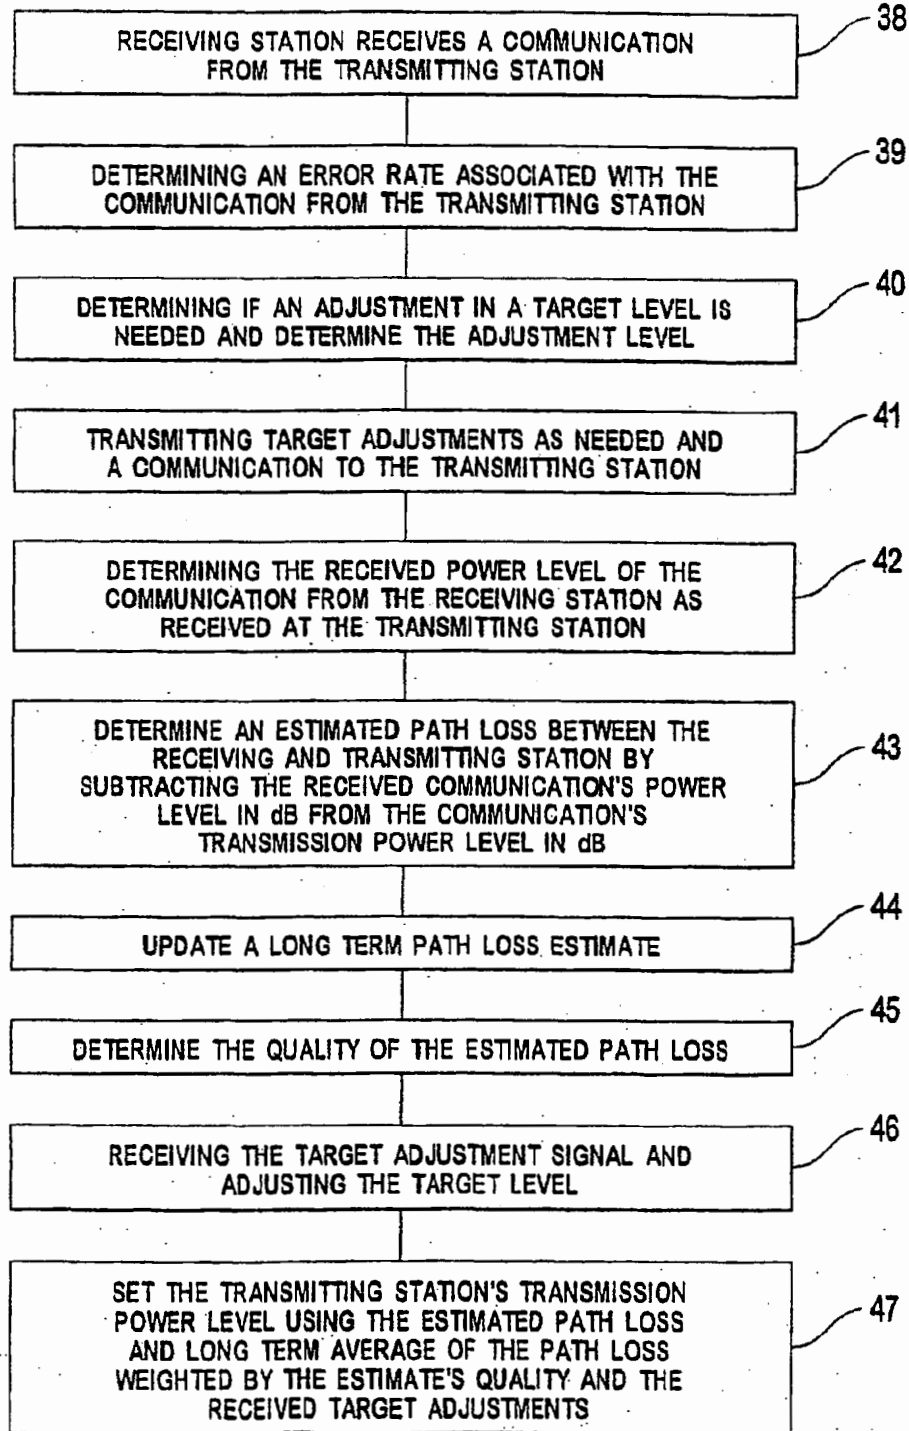 38
RECEIVING STATION RECEIVES A COMMUNICATION
FROM THE TRANSMITTING STATION
39
DETERMINING AN ERROR RATE ASSOCIATED WITH THE
COMMUNICATION FROM THE TRANSMITTING STATION
40
DETERMINING IF AN ADJUSTMENT IN A TARGET LEVEL IS
NEEDED AND DETERMINE THE ADJUSTMENT LEVEL
41
TRANSMITTING TARGET ADJUSTMENTS AS NEEDED AND
A COMMUNICATION TO THE TRANSMITTING STATION
42
DETERMINING THE RECEIVED POWER LEVEL OF THE
COMMUNICATION FROM THE RECEIVING STATION AS
RECEIVED AT THE TRANSMITTING STATION
43
DETERMINE AN ESTIMATED PATH LOSS BETWEEN THE
RECEIVING AND TRANSMITTING STATION BY
SUBTRACTING THE RECEIVED COMMUNICATION'S POWER
LEVEL IN dB FROM THE COMMUNICATION'S
TRANSMISSION POWER LEVEL IN dB
44
UPDATE A LONG TERM PATH LOSS ESTIMATE
45
DETERMINE THE QUALITY OF THE ESTIMATED PATH LOSS
46
RECEIVING THE TARGET ADJUSTMENT SIGNAL AND
ADJUSTING THE TARGET LEVEL
47
SET THE TRANSMITTING STATION'S TRANSMISSION
POWER LEVEL USING THE ESTIMATED PATH LOSS
AND LONG TERM AVERAGE OF THE PATH LOSS
WEIGHTED BY THE ESTIMATE'S QUALITY AND THE
RECEIVED TARGET ADJUSTMENTS